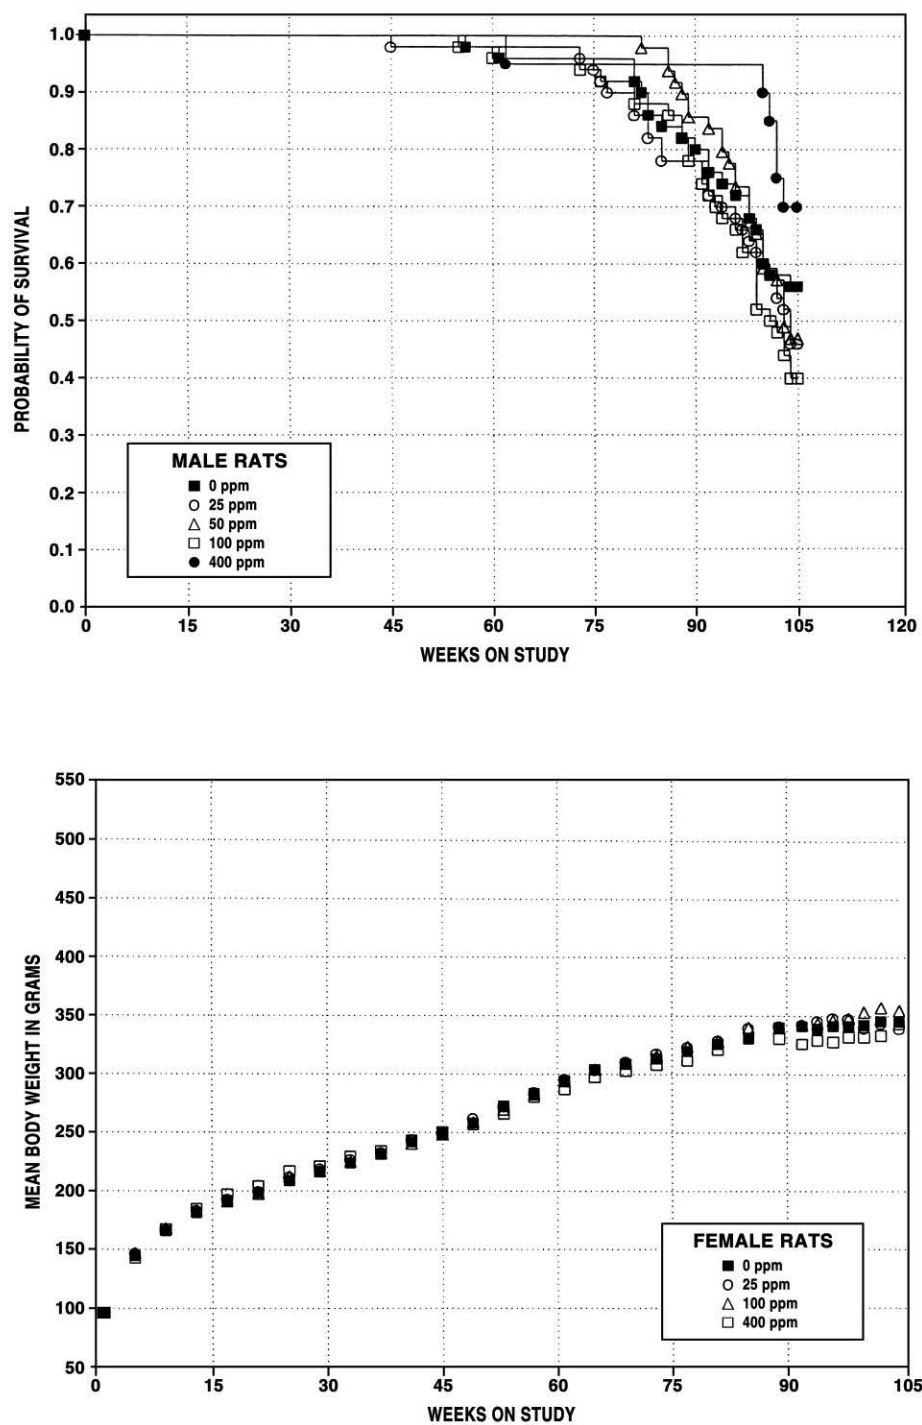 1.0
0.9
0.8
0.7
0.6
0.5
0.4
0.3
0.2
0.1
0.0
PROBABILITY OF SURVIVAL
MALE RATS
0 ppm
25 ppm
50 ppm
100 ppm
400 ppm
0 15 30 45 60 75 90 105 120
WEEKS ON STUDY
550
500
450
400
350
300
250
200
150
100
50
MEAN BODY WEIGHT IN GRAMS
FEMALE RATS
0 ppm
25 ppm
100 ppm
400 ppm
0 15 30 45 60 75 90 105
WEEKS ON STUDY